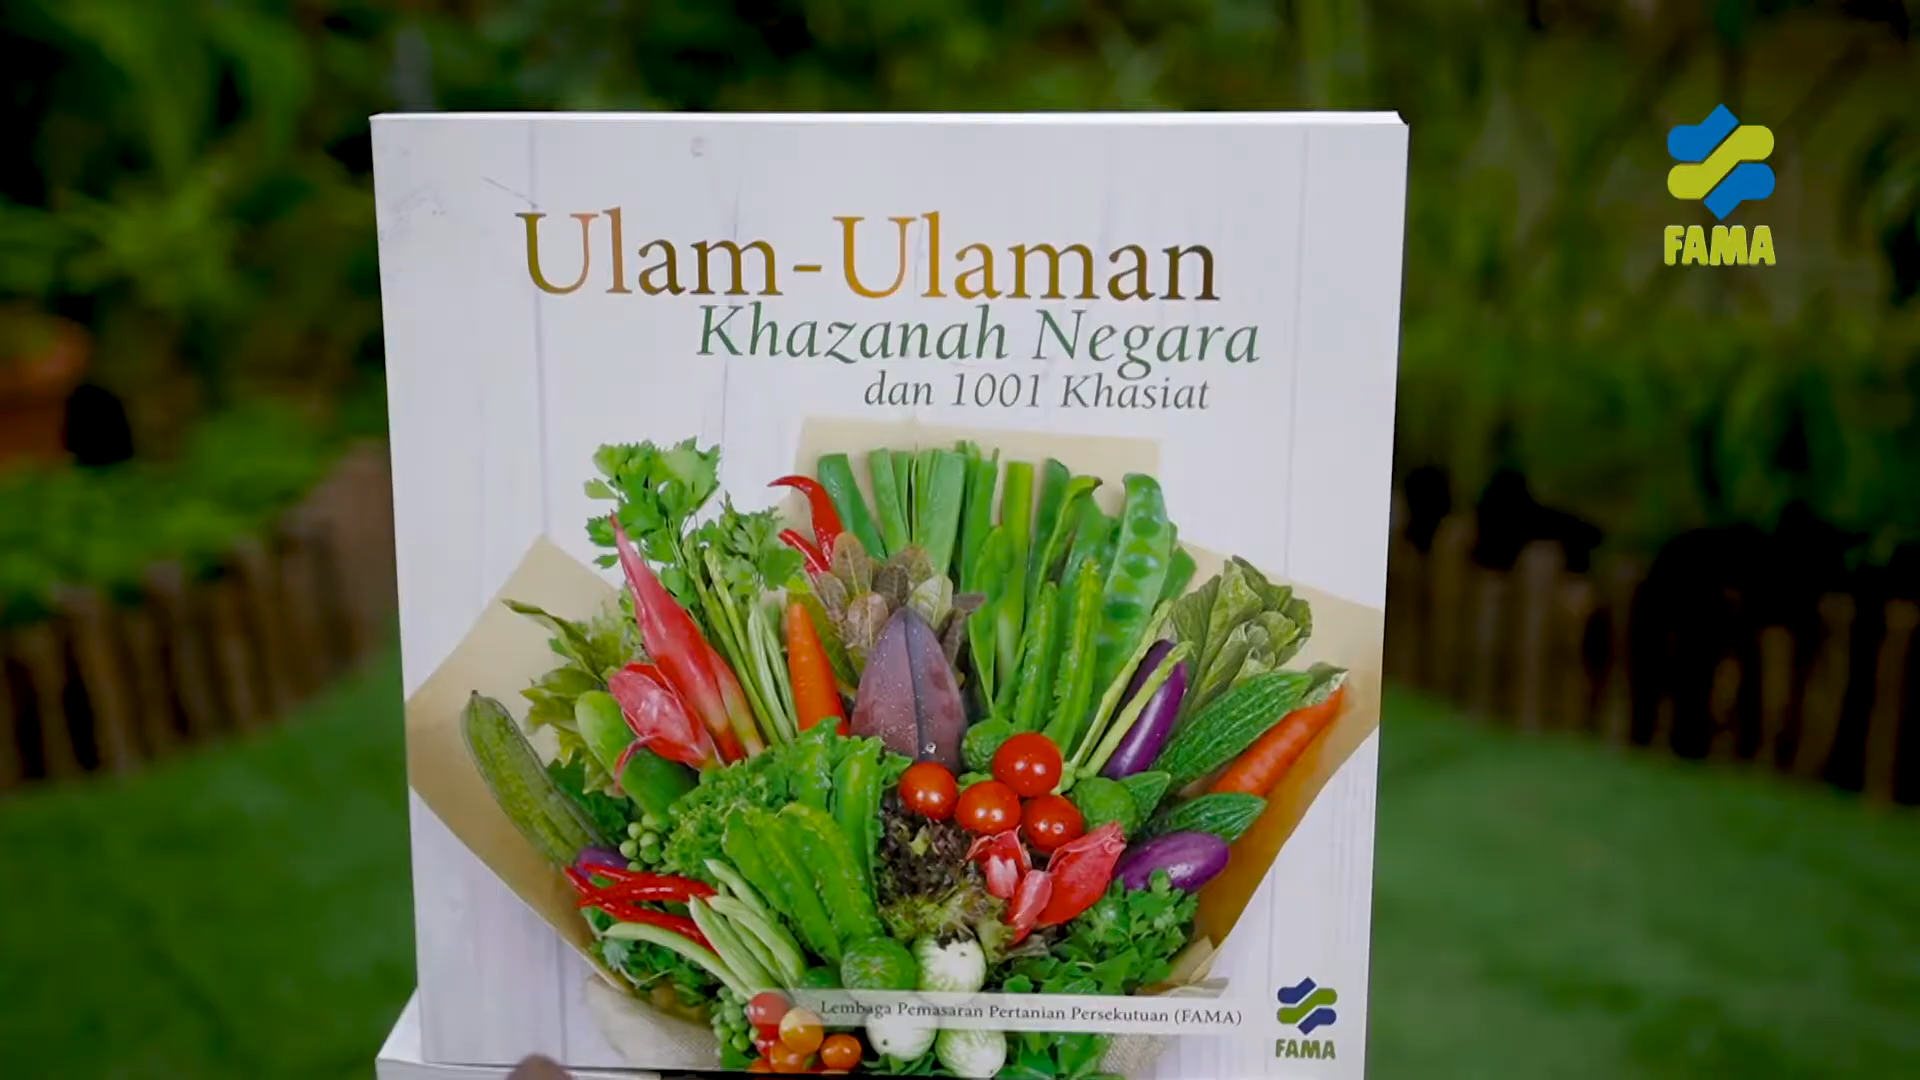 Ulam-Ulaman
Khazanah Negara
dan 1001 Khasiat
Lembaga Pemasaran Pertanian Persekutuan (FAMA)
FAMA
FAMA